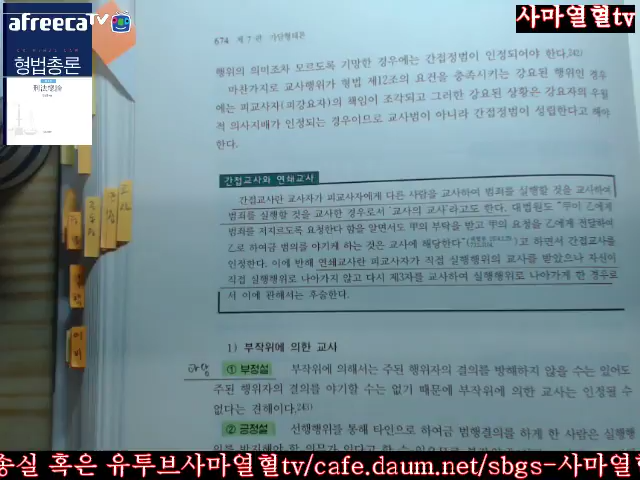 afreecaTV
사마열혈tv
형법총론
刑法總論
674 제 7 편 가담형태론
행위의 의미조차 모르도록 기망한 경우에는 간접정범이 인정되어야 한다.
마찬가지로 교사행위가 형법 제12조의 요건을 충족시키는 강요된 행위인 경우
에는 피교사자(피강요자)의 책임이 조각되고 그러한 강요된 상황은 강요자의 우월
적 의사지배가 인정되는 경우이므로 교사범이 아니라 간접정범이 성립한다고 해야
한다.
간접교사와 연쇄교사
간접교사란 교사자가 피교사자에게 다른 사람을 교사하여 범죄를 실행할 것을 교사하여
범죄를 실행할 것을 교사한 경우로서 '교사의 교사'라고도 한다. 대법원도 "甲이 乙에게
범죄를 저지르도록 요청한다 함을 알면서도 甲의 부탁을 받고 甲의 요청을 乙에게 전달하여
乙로 하여금 범의를 야기케 하는 것은 교사에 해당한다" 고 하면서 간접교사를
인정한다. 이에 반해 연쇄교사란 피교사자가 직접 실행행위의 교사를 받았으나 자신이
직접 실행행위로 나아가지 않고 다시 제3자를 교사하여 실행행위로 나아가게 한 경우로
서 이에 관해서는 후술한다.
1) 부작위에 의한 교사
① 부정설 부작위에 의해서는 주된 행위자의 결의를 방해하지 않을 수는 있어도
주된 행위자의 결의를 야기할 수는 없기 때문에 부작위에 의한 교사는 인정될 수
없다는 견해이다.
② 긍정설 선행행위를 통해 타인으로 하여금 범행결의를 하게 한 사람은 실행행
송실 혹은 유투브사마열혈tv/cafe.daum.net/sbgs-사마열혈